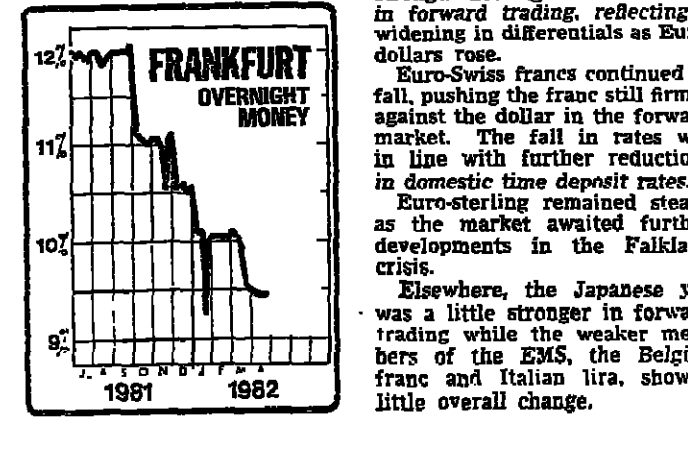 FRANKFURT
OVERNIGHT
MONEY
12%
11%
10%
9%
J A S O N D J F M A
1981 1982
in forward trading, reflecting
widening in differentials as Eu
dollars rose.
Euro-Swiss francs continued
fall, pushing the franc still firm
against the dollar in the forwa
market. The fall in rates w
in line with further reductio
in domestic time deposit rates.
Euro-sterling remained stea
as the market awaited furth
developments in the Falkla
crisis.
Elsewhere, the Japanese y
was a little stronger in forwa
trading while the weaker me
bers of the EMS, the Belgi
franc and Italian lira, show
little overall change.